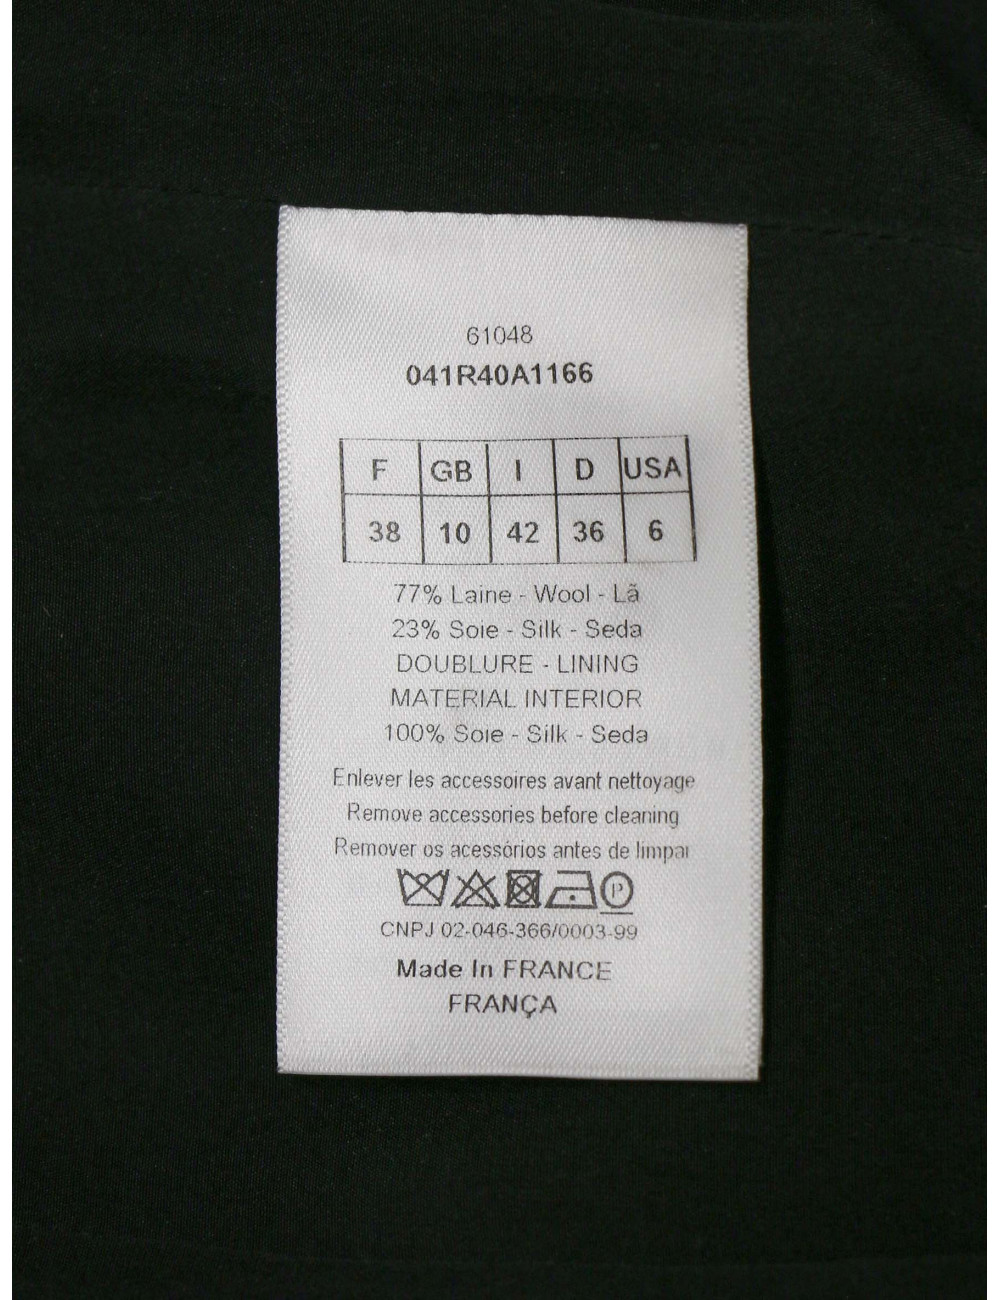 61048
041R40A1166
F GB I D USA
38 10 42 36 6
77% Laine - Wool - Lã
23% Soie - Silk - Seda
DOUBLURE - LINING
MATERIAL INTERIOR
100% Soie - Silk - Seda
Enlever les accessoires avant nettoyage
Remove accessories before cleaning
Remover os acessórios antes de limpar
P
CNPJ 02-046-366/0003-99
Made In FRANCE
FRANÇA